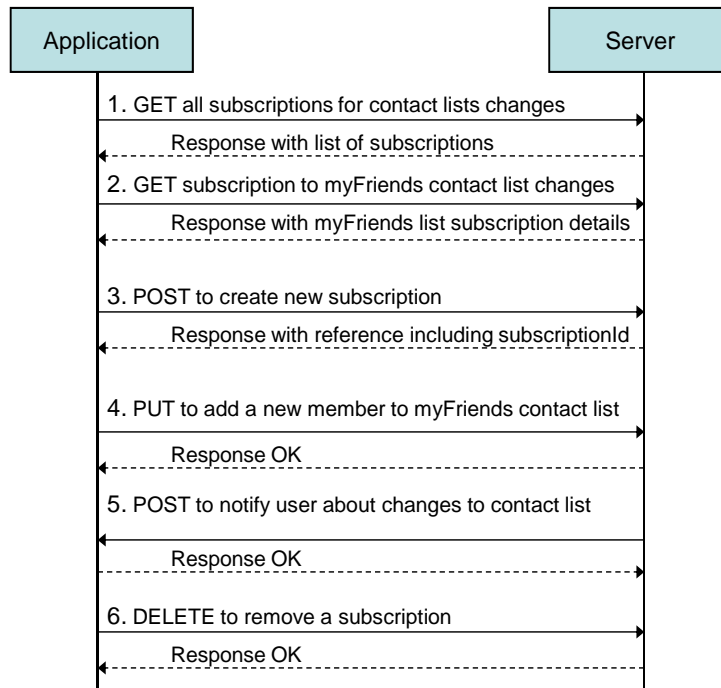 Application
Server
1. GET all subscriptions for contact lists changes
Response with list of subscriptions
2. GET subscription to myFriends contact list changes
Response with myFriends list subscription details
3. POST to create new subscription
Response with reference including subscriptionId
4. PUT to add a new member to myFriends contact list
Response OK
5. POST to notify user about changes to contact list
Response OK
6. DELETE to remove a subscription
Response OK